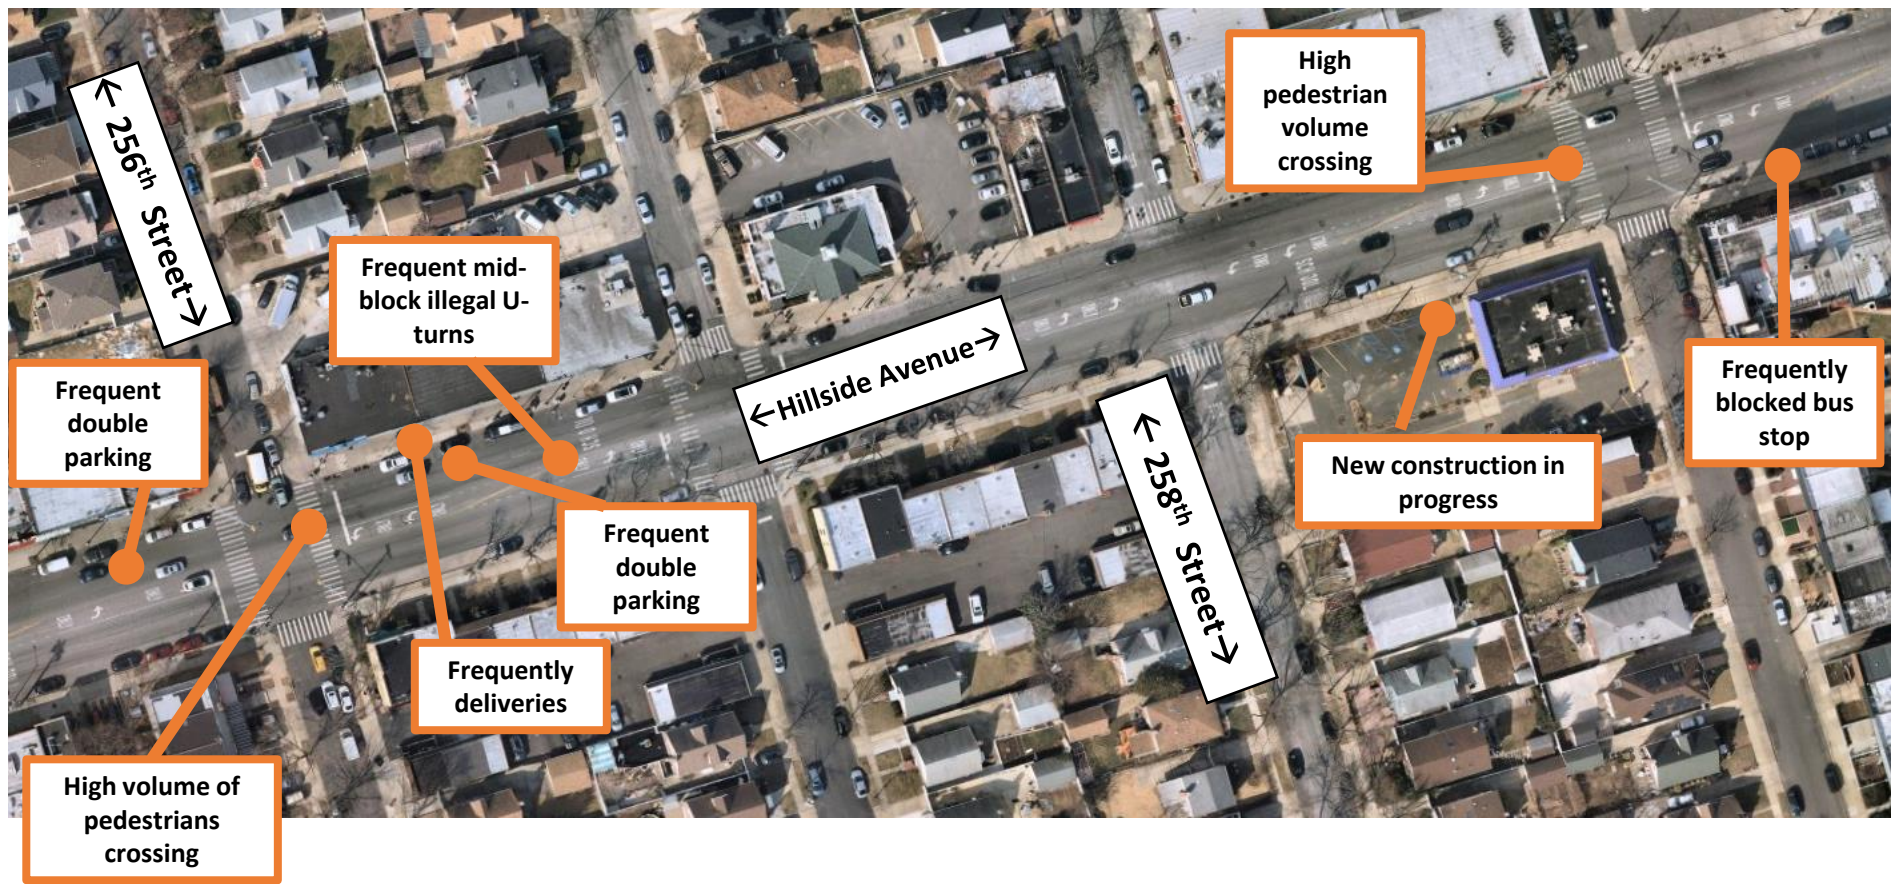 ← 256th Street→
High
pedestrian
volume
crossing
Frequent mid-
block illegal U-
turns
Frequent
double
parking
←Hillside Avenue→
Frequently
blocked bus
stop
← 258th Street→
New construction in
progress
Frequent
double
parking
Frequently
deliveries
High volume of
pedestrians
crossing